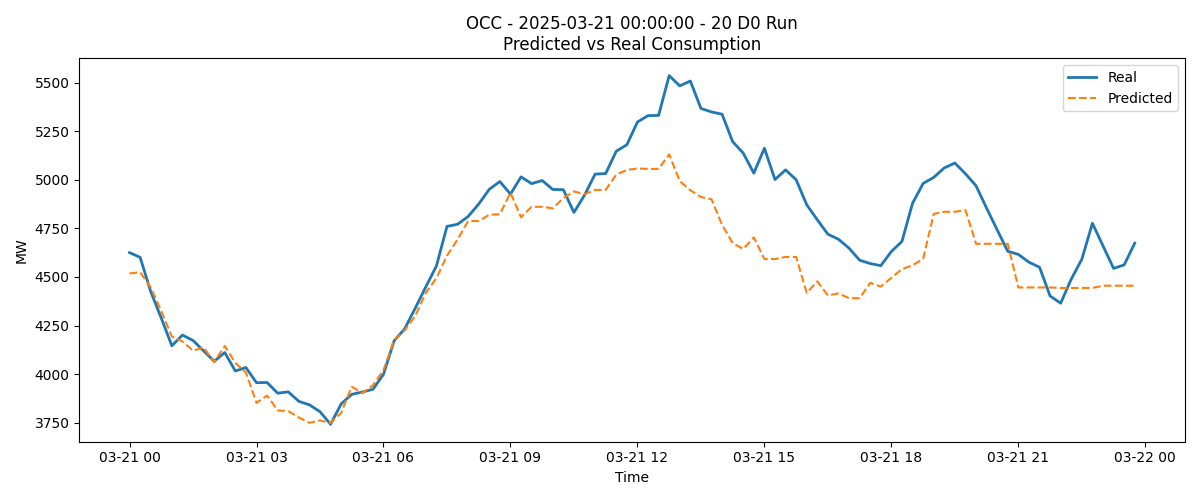 OCC - 2025-03-21 00:00:00 - 20 D0 Run
Predicted vs Real Consumption
Real
Predicted
MW
5500
5250
5000
4750
4500
4250
4000
3750
03-21 00
03-21 03
03-21 06
03-21 09
03-21 12
03-21 15
03-21 18
03-21 21
03-22 00
Time